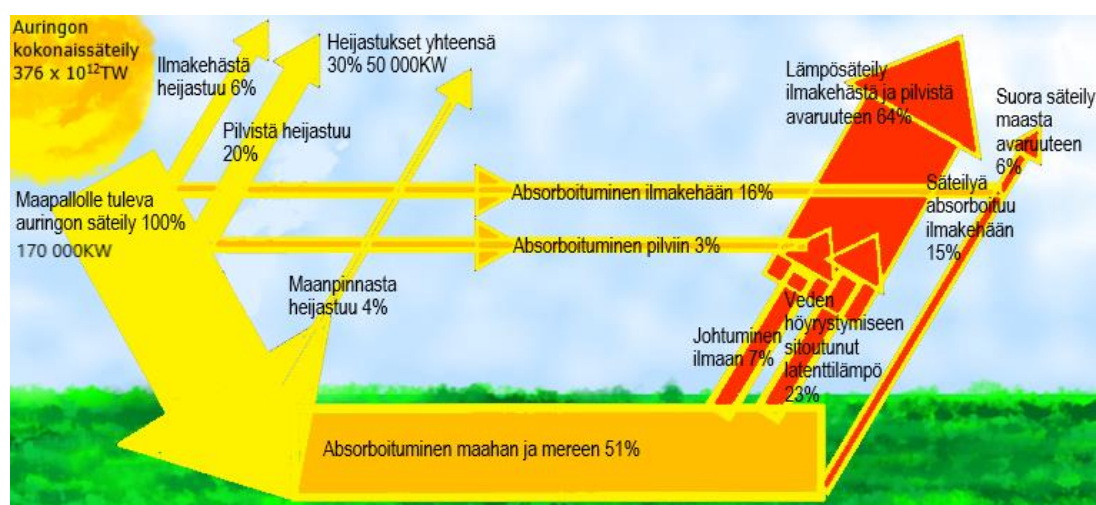 Auringon
kokonaissäteily
376 x 10¹²TW
Ilmakehästä
heijastuu 6%
Heijastukset yhteensä
30% 50 000KW
Pilvistä heijastuu
20%
Maapallolle tuleva
auringon säteily 100%
170 000KW
Absorboituminen ilmakehään 16%
Absorboituminen pilviin 3%
Maanpinnasta
heijastuu 4%
Lämpösäteily
ilmakehästä ja pilvistä
avaruuteen 64%
Suora säteily
maasta
avaruuteen
6%
Säteilyä
absorboituu
ilmakehään
15%
Johtuminen
ilmaan 7%
Veden
höyrystymiseen
sitoutunut
latenttilämpö
23%
Absorboituminen maahan ja mereen 51%